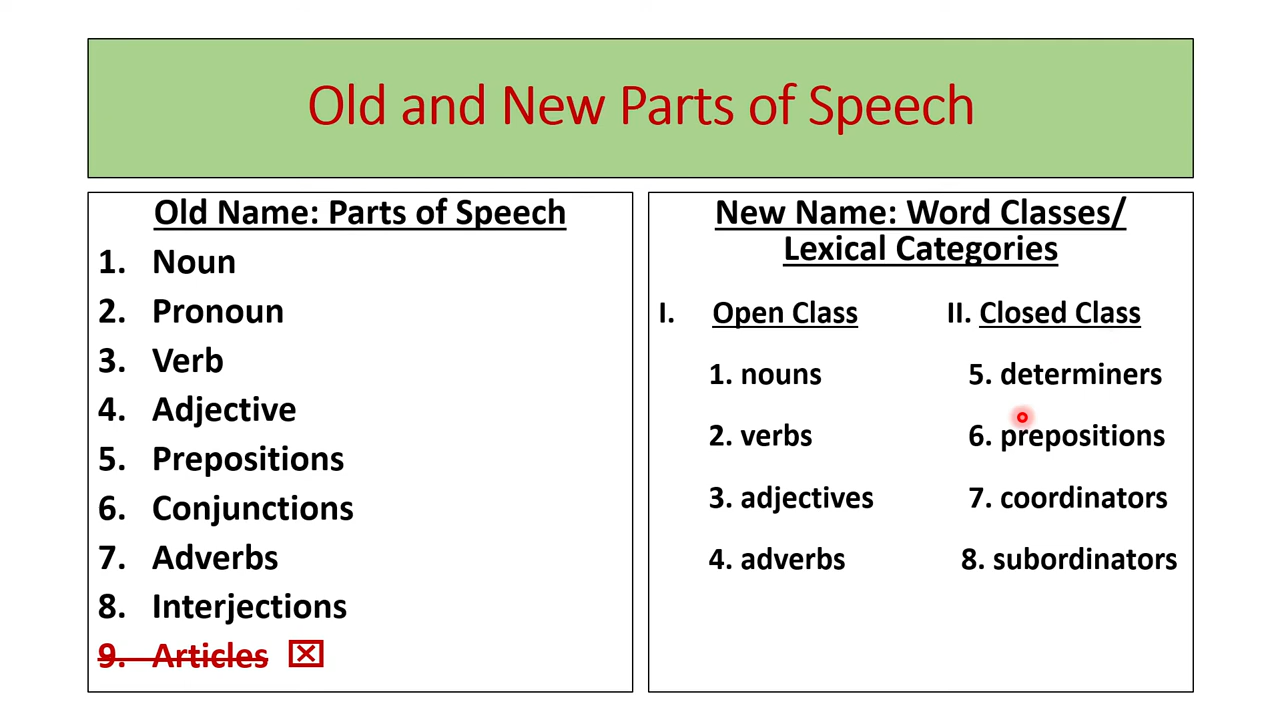 Old and New Parts of Speech
Old Name: Parts of Speech
1. Noun
2. Pronoun
3. Verb
4. Adjective
5. Prepositions
6. Conjunctions
7. Adverbs
8. Interjections
9. Articles
New Name: Word Classes/
Lexical Categories
I. Open Class
1. nouns
2. verbs
3. adjectives
4. adverbs
II. Closed Class
5. determiners
6. prepositions
7. coordinators
8. subordinators